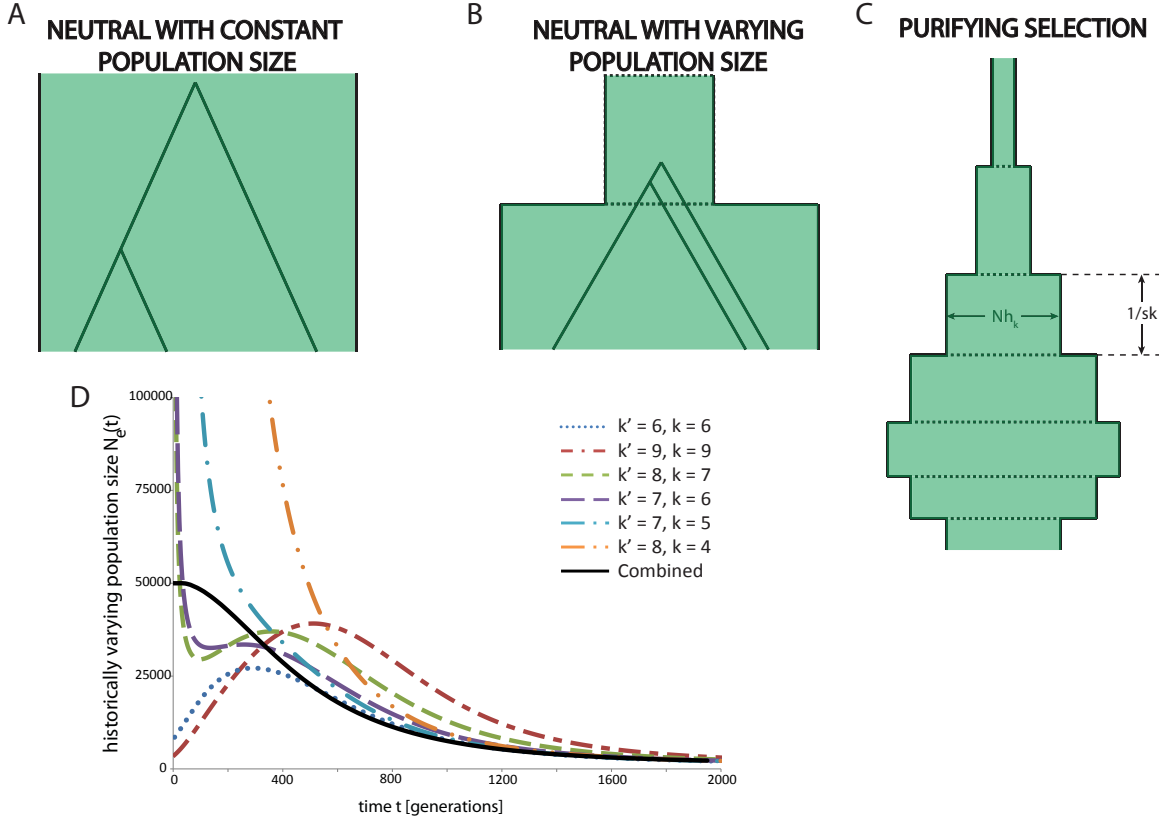 A
NEUTRAL WITH CONSTANT
POPULATION SIZE
B
NEUTRAL WITH VARYING
POPULATION SIZE
C
PURIFYING SELECTION
Nhk
1/sk
D
historically varying population size Ne(t)
100000
75000
50000
25000
0
0
400
800
1200
1600
2000
time t [generations]
k' = 6, k = 6
k' = 9, k = 9
k' = 8, k = 7
k' = 7, k = 6
k' = 7, k = 5
k' = 8, k = 4
Combined